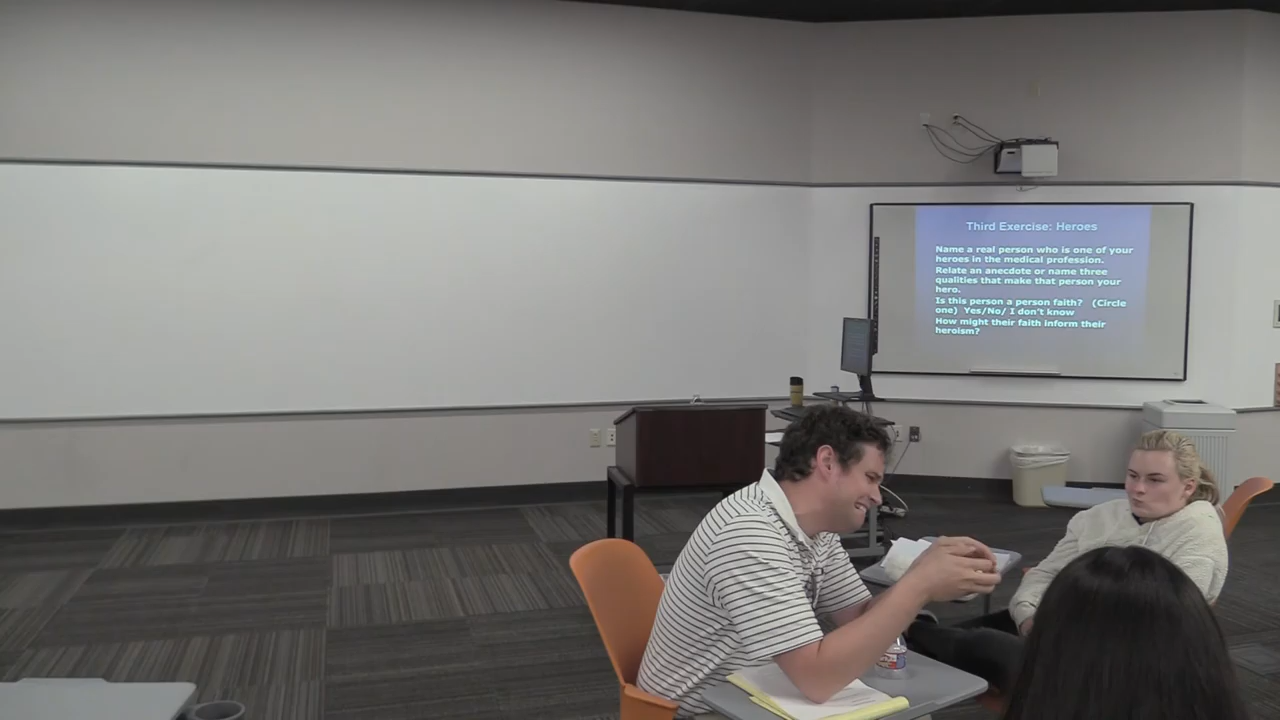 Third Exercise: Heroes
Name a real person who is one of your
heroes in the medical profession.
Relate an anecdote or name three
qualities that make that person your
hero.
Is this person a person faith? (Circle
one) Yes/No/ I don't know
How might their faith inform their
heroism?